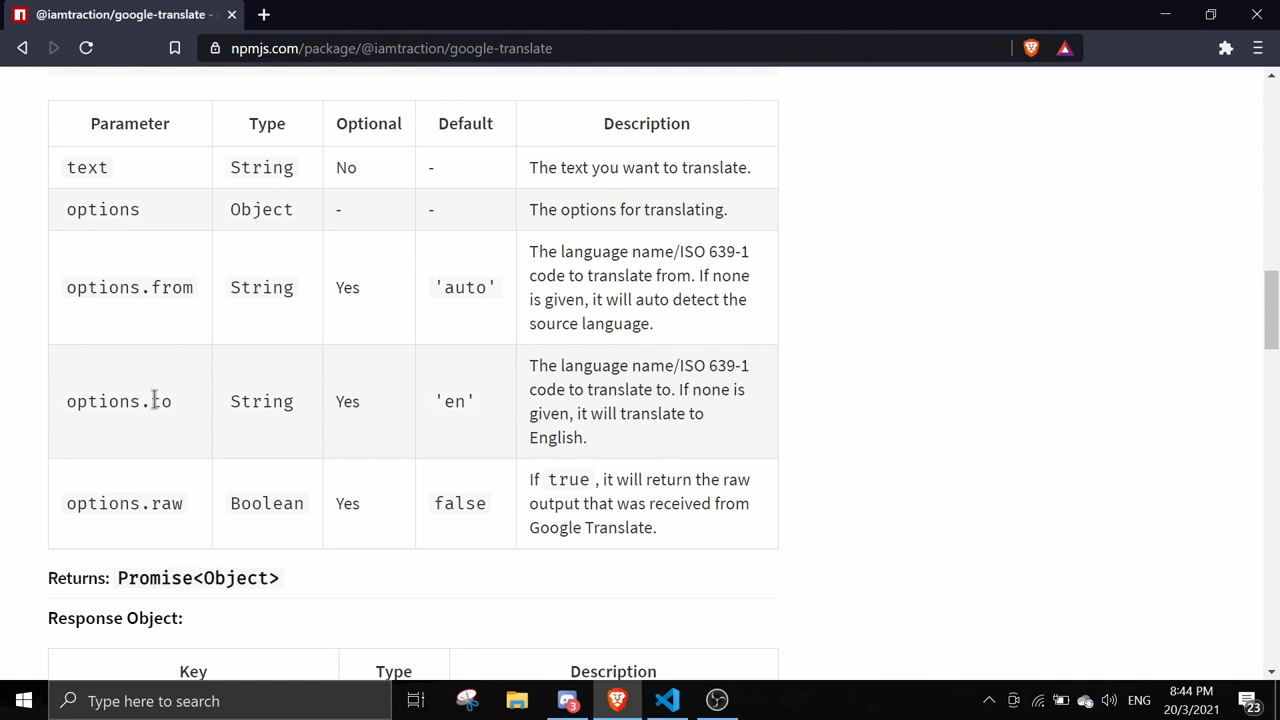 @iamtraction/google-translate -
npmjs.com/package/@iamtraction/google-translate
Parameter Type Optional Default Description
text String No - The text you want to translate.
options Object - - The options for translating.
options.from String Yes 'auto' The language name/ISO 639-1
code to translate from. If none
is given, it will auto detect the
source language.
options.to String Yes 'en' The language name/ISO 639-1
code to translate to. If none is
given, it will translate to
English.
options.raw Boolean Yes false If true , it will return the raw
output that was received from
Google Translate.
Returns: Promise<Object>
Response Object:
Key Type Description
Type here to search
3
ENG
8:44 PM
20/3/2021
23